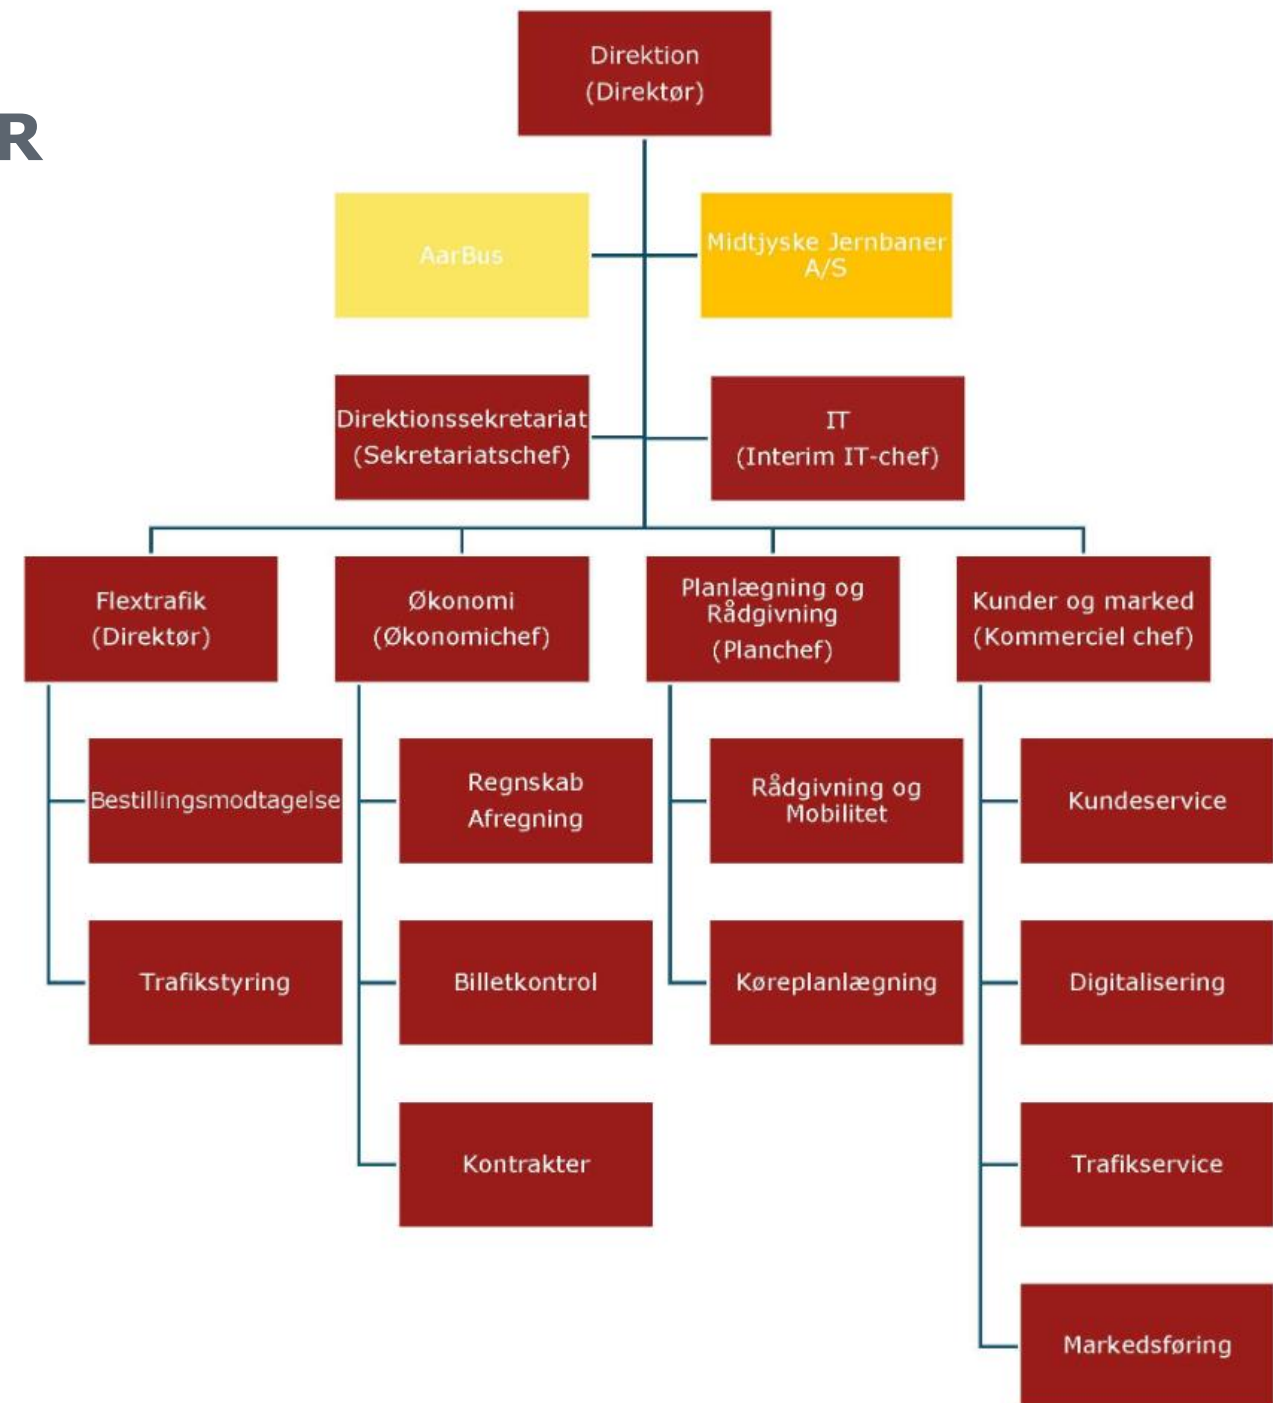 Direktion
(Direktør)
R
AarBus
Midtjyske Jernbaner
A/S
Direktionssekretariat
(Sekretariatschef)
IT
(Interim IT-chef)
Flextrafik
(Direktør)
Økonomi
(Økonomichef)
Planlægning og
Rådgivning
(Planchef)
Kunder og marked
(Kommerciel chef)
Bestillingsmodtagelse
Regnskab
Afregning
Rådgivning og
Mobilitet
Kundeservice
Trafikstyring
Billetkontrol
Køreplanlægning
Digitalisering
Kontrakter
Trafikservice
Markedsføring